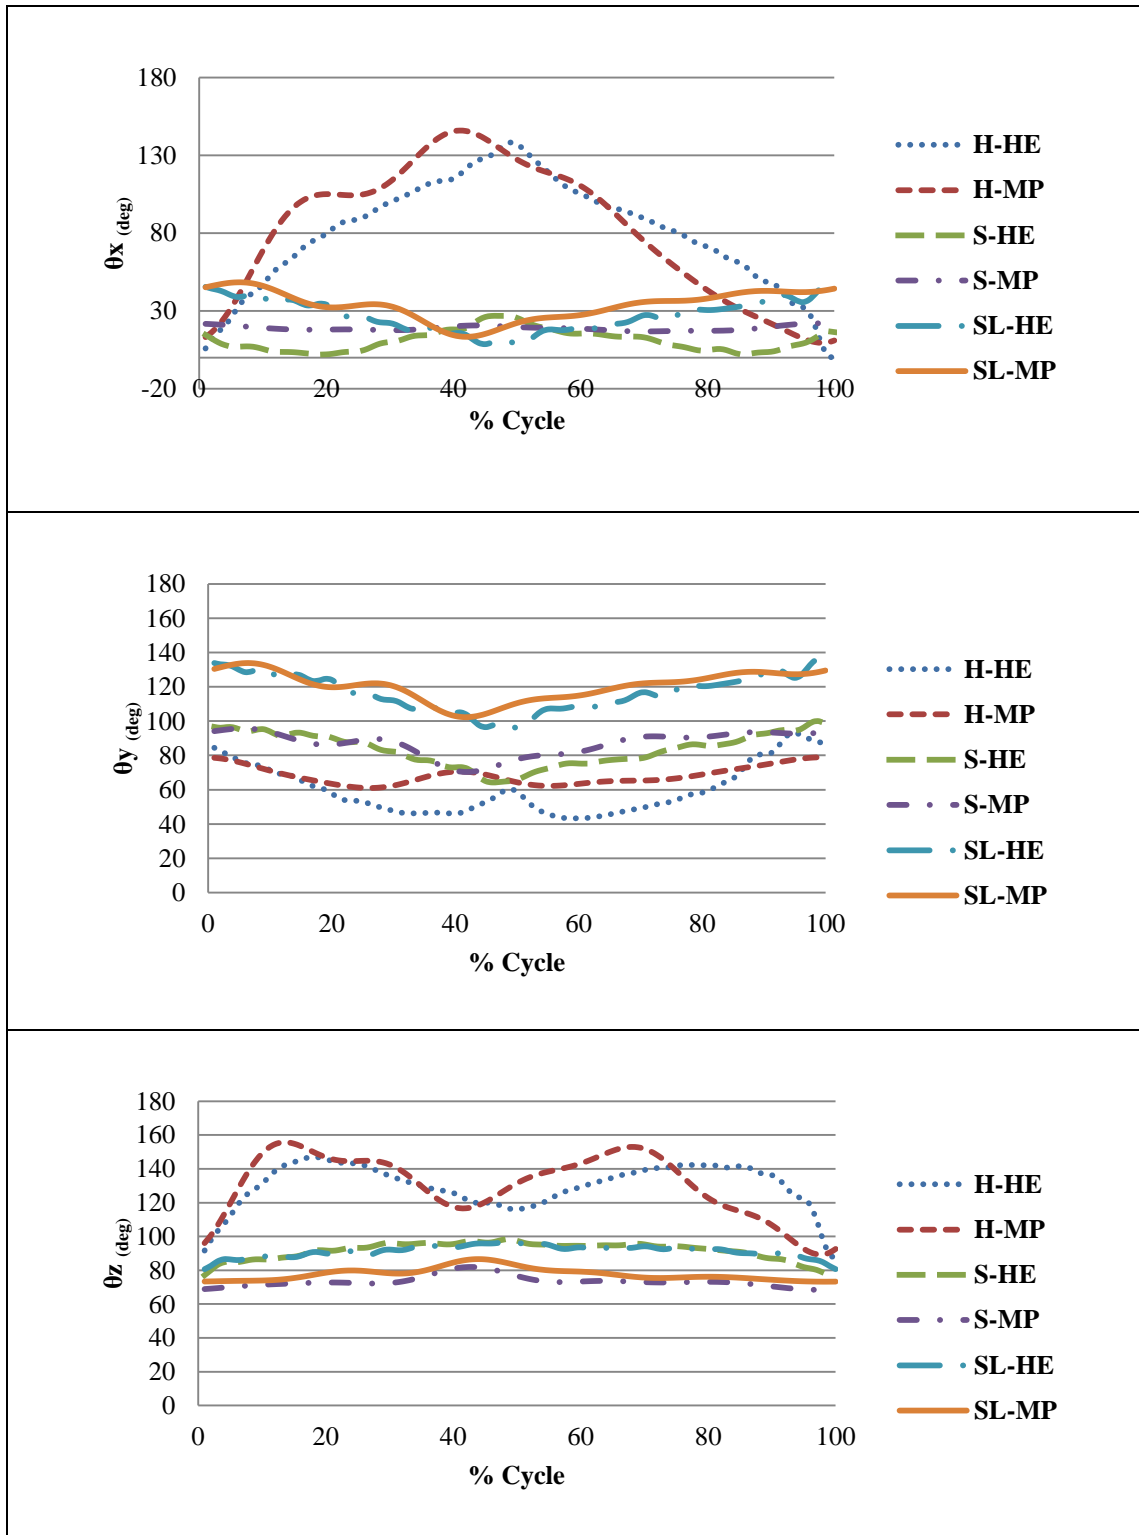 180
130
80
30
-20
θx (deg)
0 20 40 60 80 100
% Cycle
H-HE
H-MP
S-HE
S-MP
SL-HE
SL-MP
180
160
140
120
100
80
60
40
20
0
θy (deg)
0 20 40 60 80 100
% Cycle
H-HE
H-MP
S-HE
S-MP
SL-HE
SL-MP
180
160
140
120
100
80
60
40
20
0
θz (deg)
0 20 40 60 80 100
% Cycle
H-HE
H-MP
S-HE
S-MP
SL-HE
SL-MP